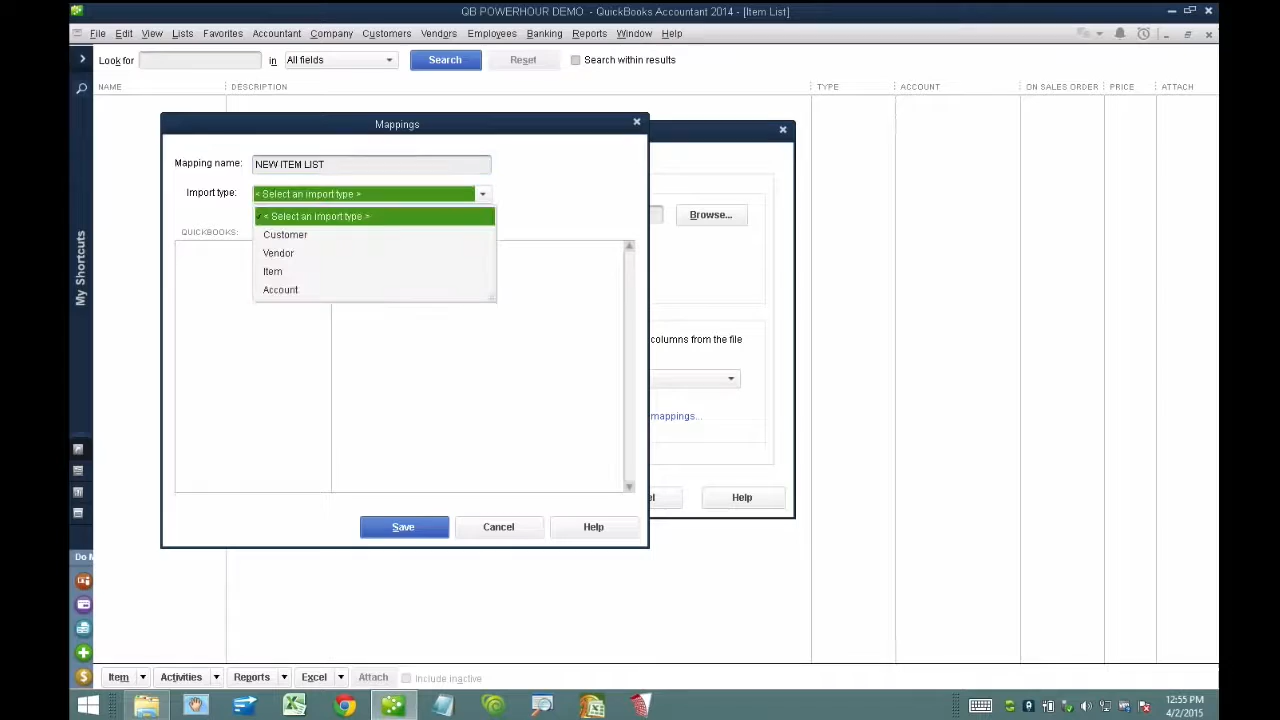 QB POWERHOUR DEMO - QuickBooks Accountant 2014 - [Item List]
File Edit View Lists Favorites Accountant Company Customers Vendors Employees Banking Reports Window Help
Look for in All fields Search Reset Search within results
NAME DESCRIPTION TYPE ACCOUNT ON SALES ORDER PRICE ATTACH
Mappings
Mapping name: NEW ITEM LIST
Import type: < Select an import type >
Browse...
< Select an import type >
QUICKBOOKS:
Customer
Vendor
Item
Account
My Shortcuts
columns from the file
mappings...
Help
Save Cancel Help
Do M
Item Activities Reports Excel Attach Include inactive
12:55 PM
4/2/2015